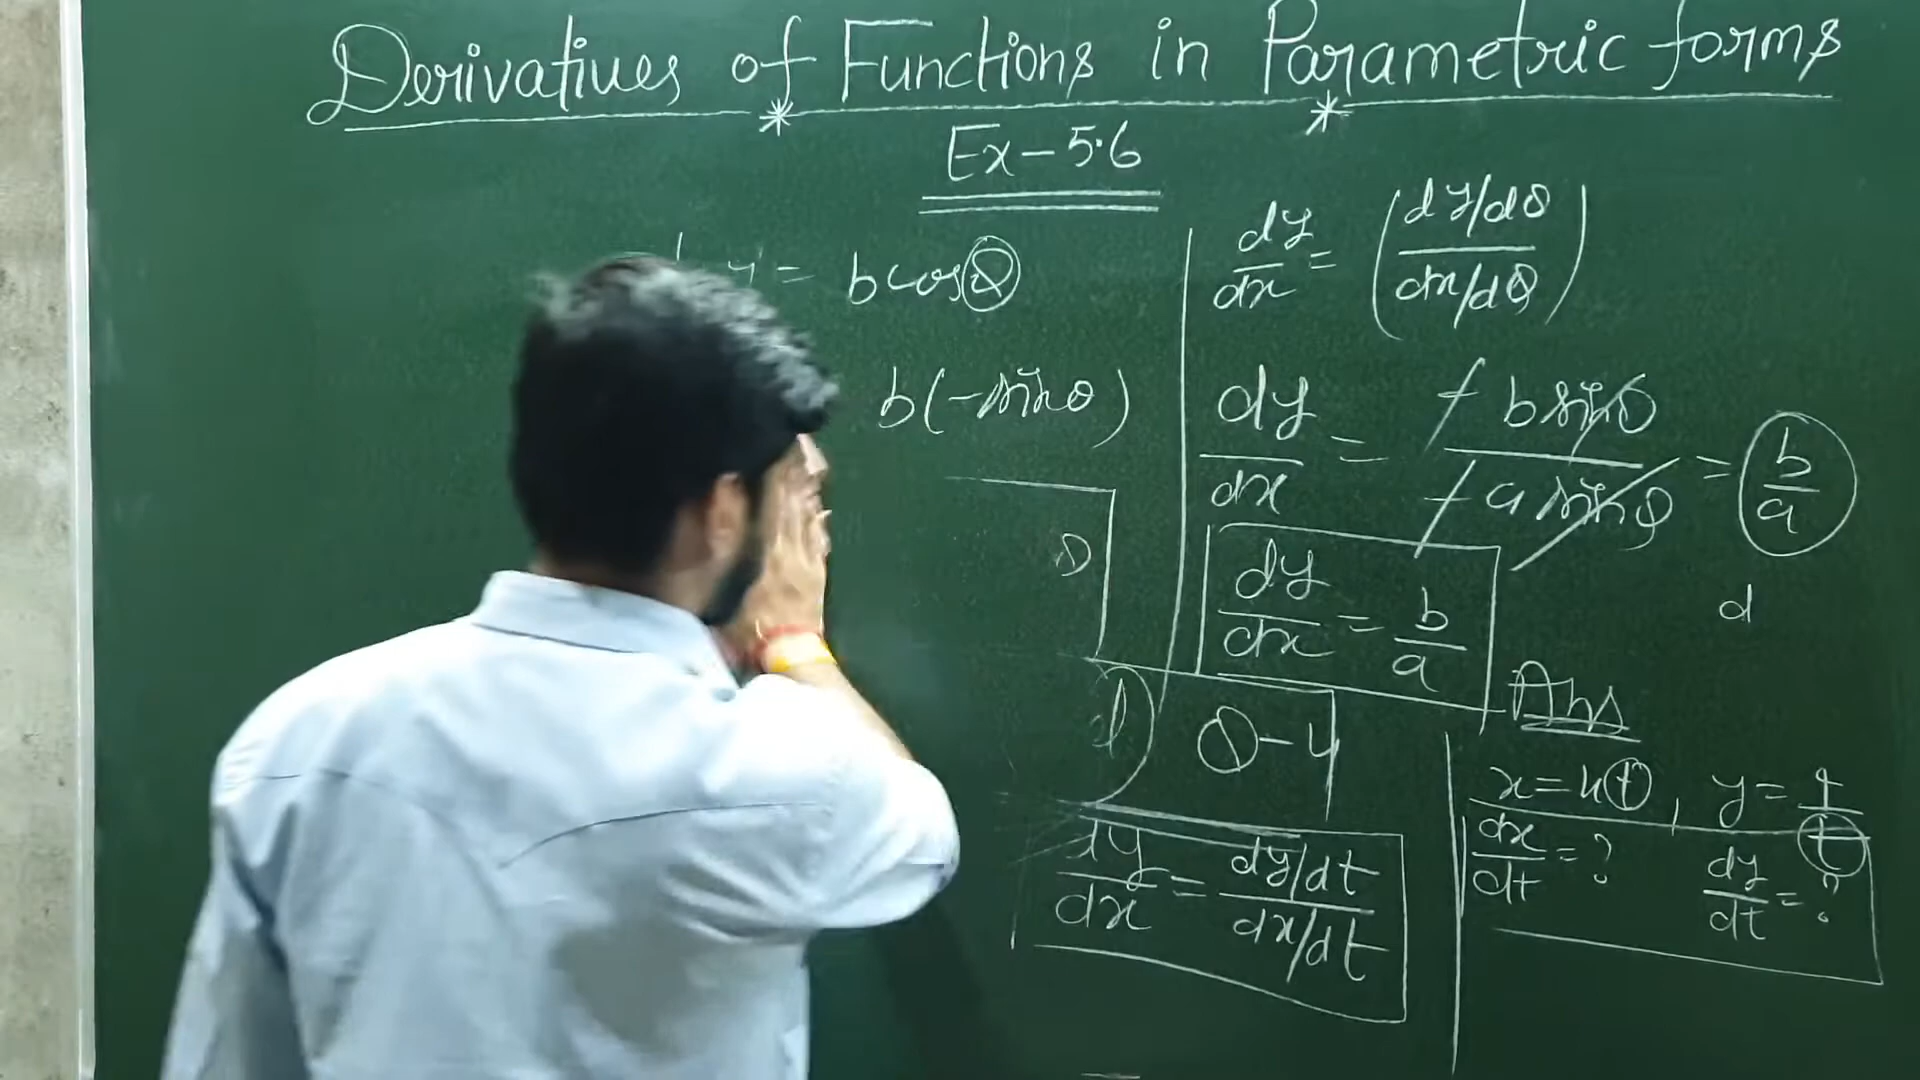 Derivatives of Functions in Parametric forms
Ex-5.6
y = b cos θ
b(-sin θ)
dy/dx = ((dy/dθ)/(dx/dθ))
dy/dx = (- b sin θ)/(- a sin θ) = b/a
dy/dx = b/a
d
Ans
Q-4
dy/dx = (dy/dt)/(dx/dt)
x = 4t, y = 4/t
dx/dt = ? dy/dt = ?